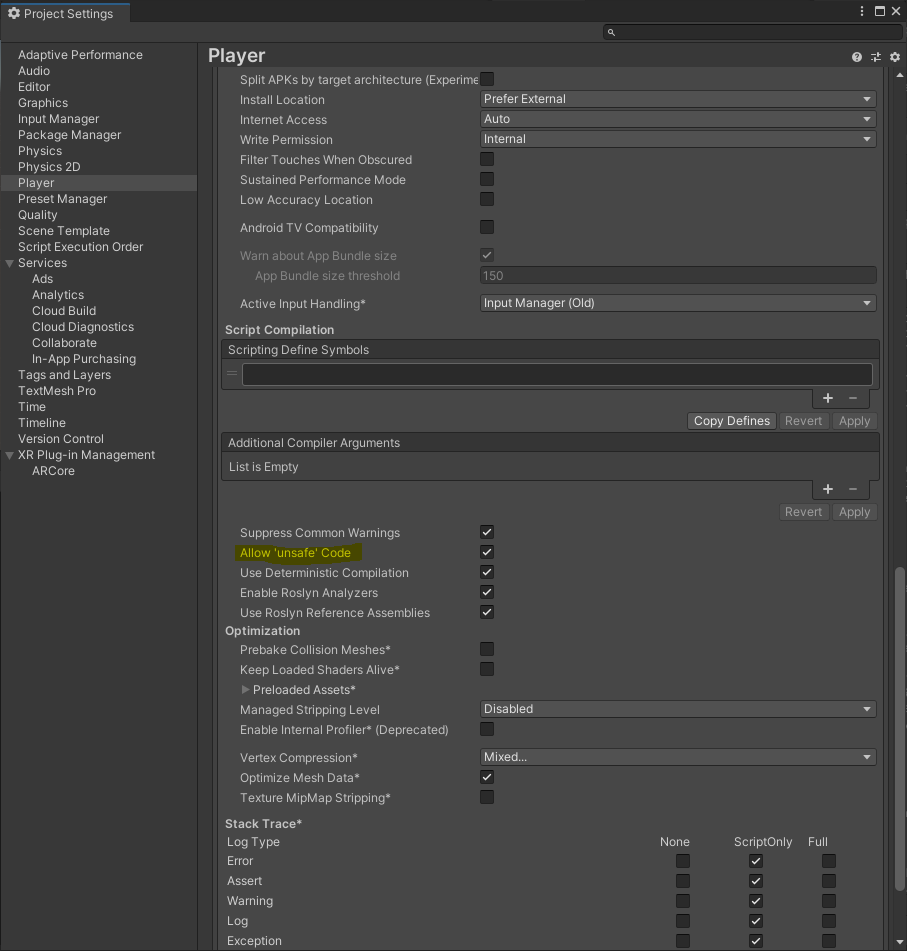 Project Settings
Adaptive Performance
Audio
Editor
Graphics
Input Manager
Package Manager
Physics
Physics 2D
Player
Preset Manager
Quality
Scene Template
Script Execution Order
Services
Ads
Analytics
Cloud Build
Cloud Diagnostics
Collaborate
In-App Purchasing
Tags and Layers
TextMesh Pro
Time
Timeline
Version Control
XR Plug-in Management
ARCore
Player
Split APKs by target architecture (Experime
Install Location Prefer External
Internet Access Auto
Write Permission Internal
Filter Touches When Obscured
Sustained Performance Mode
Low Accuracy Location
Android TV Compatibility
Warn about App Bundle size
App Bundle size threshold 150
Active Input Handling* Input Manager (Old)
Script Compilation
Scripting Define Symbols
+ −
Copy Defines Revert Apply
Additional Compiler Arguments
List is Empty
+ −
Revert Apply
Suppress Common Warnings
Allow 'unsafe' Code
Use Deterministic Compilation
Enable Roslyn Analyzers
Use Roslyn Reference Assemblies
Optimization
Prebake Collision Meshes*
Keep Loaded Shaders Alive*
Preloaded Assets*
Managed Stripping Level Disabled
Enable Internal Profiler* (Deprecated)
Vertex Compression* Mixed...
Optimize Mesh Data*
Texture MipMap Stripping*
Stack Trace*
Log Type None ScriptOnly Full
Error
Assert
Warning
Log
Exception